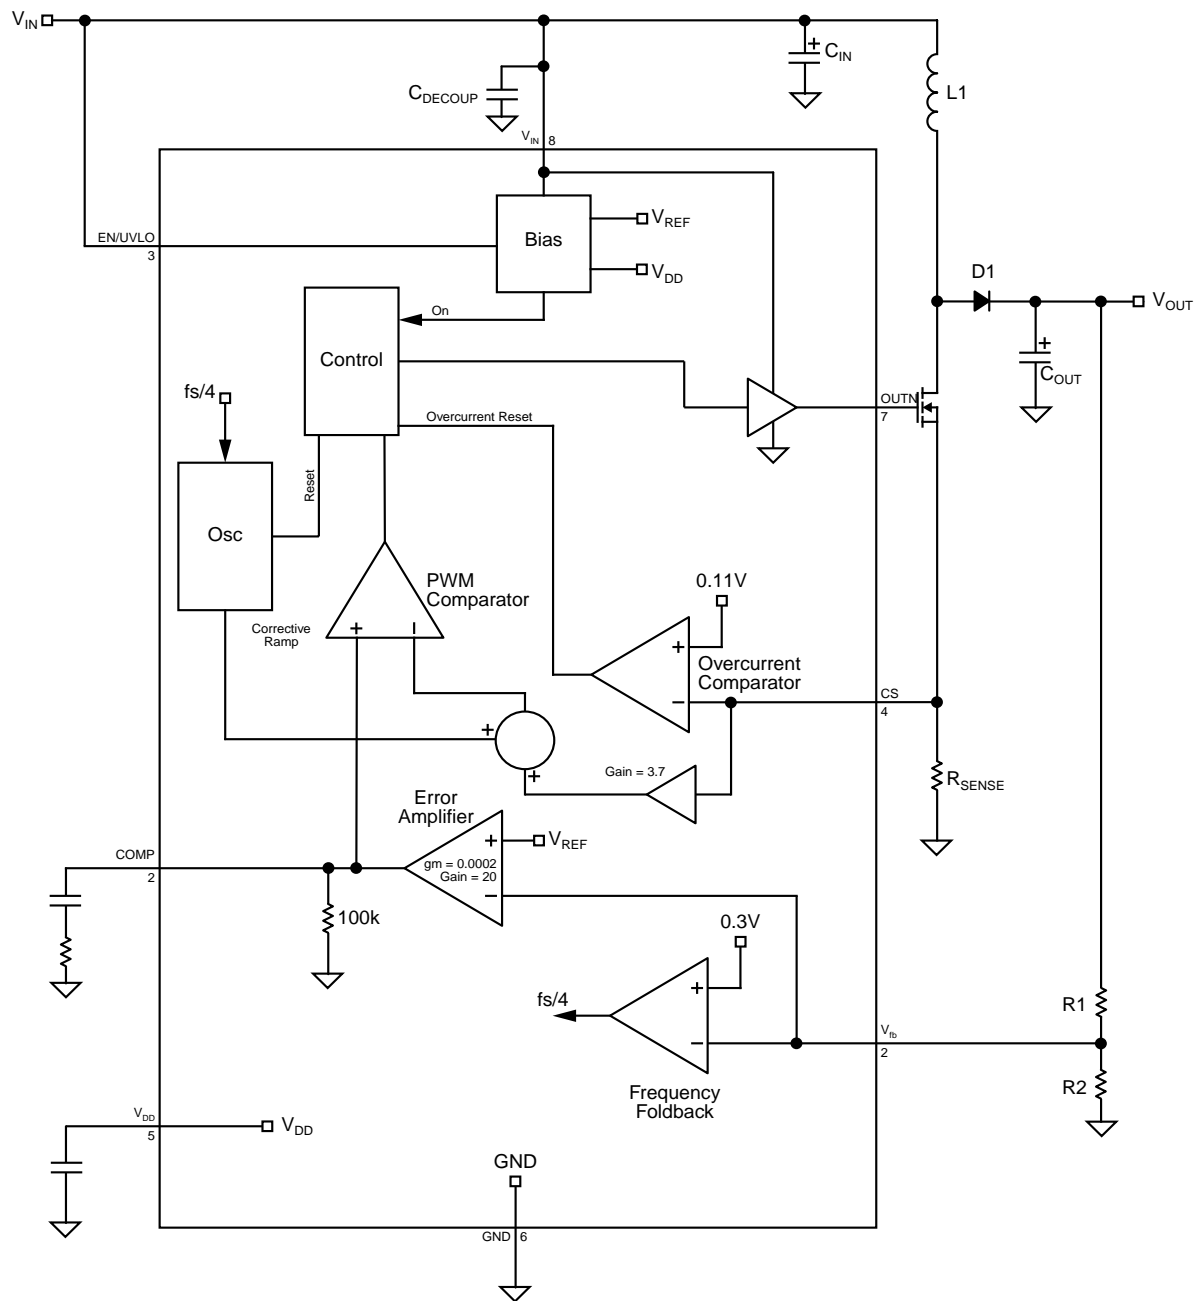 VIN
CIN
L1
CDECOUP
VIN
8
EN/UVLO
3
Bias
VREF
VDD
On
D1
VOUT
COUT
Control
fs/4
Overcurrent Reset
OUTN
7
Reset
Osc
PWM
Comparator
Corrective
Ramp
+
−
0.11V
+
−
Overcurrent
Comparator
CS
4
+
+
Gain = 3.7
RSENSE
Error
Amplifier
+
VREF
gm = 0.0002
Gain = 20
−
COMP
2
100k
0.3V
fs/4
+
−
Vfb
2
R1
R2
Frequency
Foldback
VDD
5
VDD
GND
GND
6
+
+